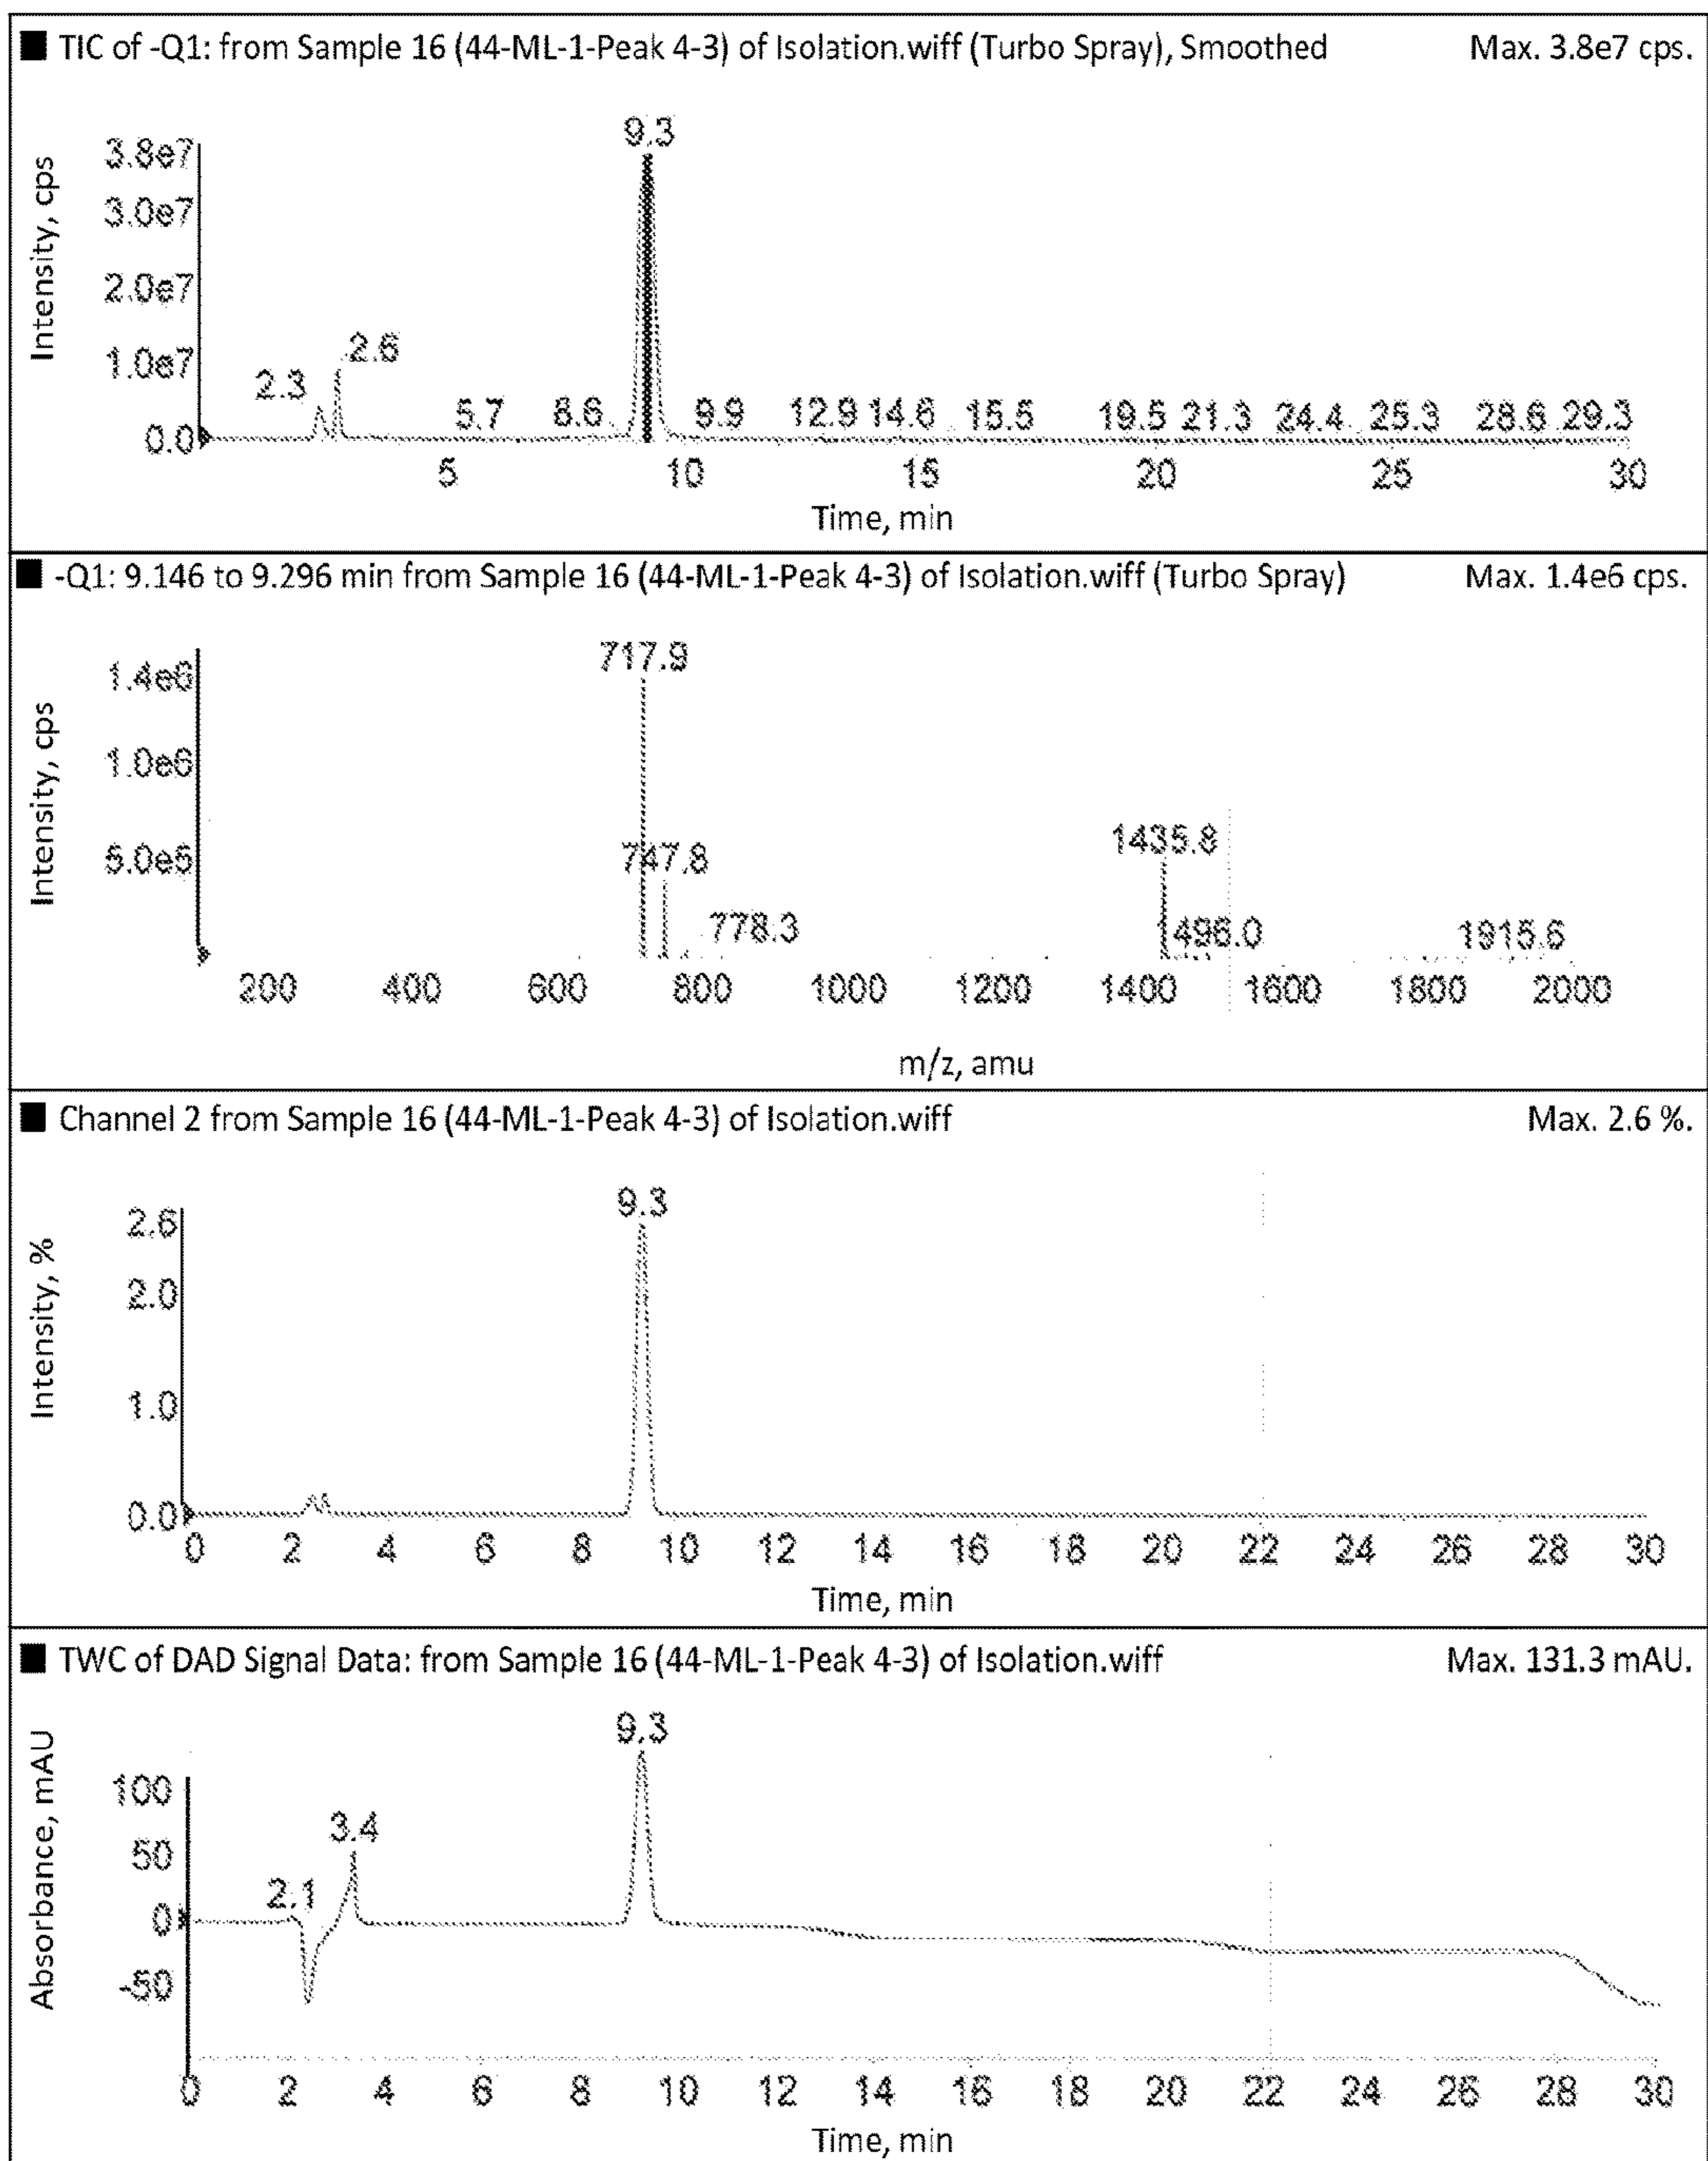 TIC of -Q1: from Sample 16 (44-ML-1-Peak 4-3) of Isolation.wiff (Turbo Spray), Smoothed Max. 3.8e7 cps.
Intensity, cps
9.3
3.8e7
3.0e7
2.0e7
1.0e7
0.0
2.3 2.6 5.7 8.6 9.9 12.9 14.6 15.5 19.5 21.3 24.4 25.3 28.6 29.3
5 10 15 20 25 30
Time, min
-Q1: 9.146 to 9.296 min from Sample 16 (44-ML-1-Peak 4-3) of Isolation.wiff (Turbo Spray) Max. 1.4e6 cps.
Intensity, cps
1.4e6
1.0e6
5.0e5
717.9
747.8
778.3
1435.8
1496.0
1915.6
200 400 600 800 1000 1200 1400 1600 1800 2000
m/z, amu
Channel 2 from Sample 16 (44-ML-1-Peak 4-3) of Isolation.wiff Max. 2.6 %.
Intensity, %
9.3
2.6
2.0
1.0
0.0
0 2 4 6 8 10 12 14 16 18 20 22 24 26 28 30
Time, min
TWC of DAD Signal Data: from Sample 16 (44-ML-1-Peak 4-3) of Isolation.wiff Max. 131.3 mAU.
Absorbance, mAU
9.3
100
3.4
50
2.1
0
-50
0 2 4 6 8 10 12 14 16 18 20 22 24 26 28 30
Time, min